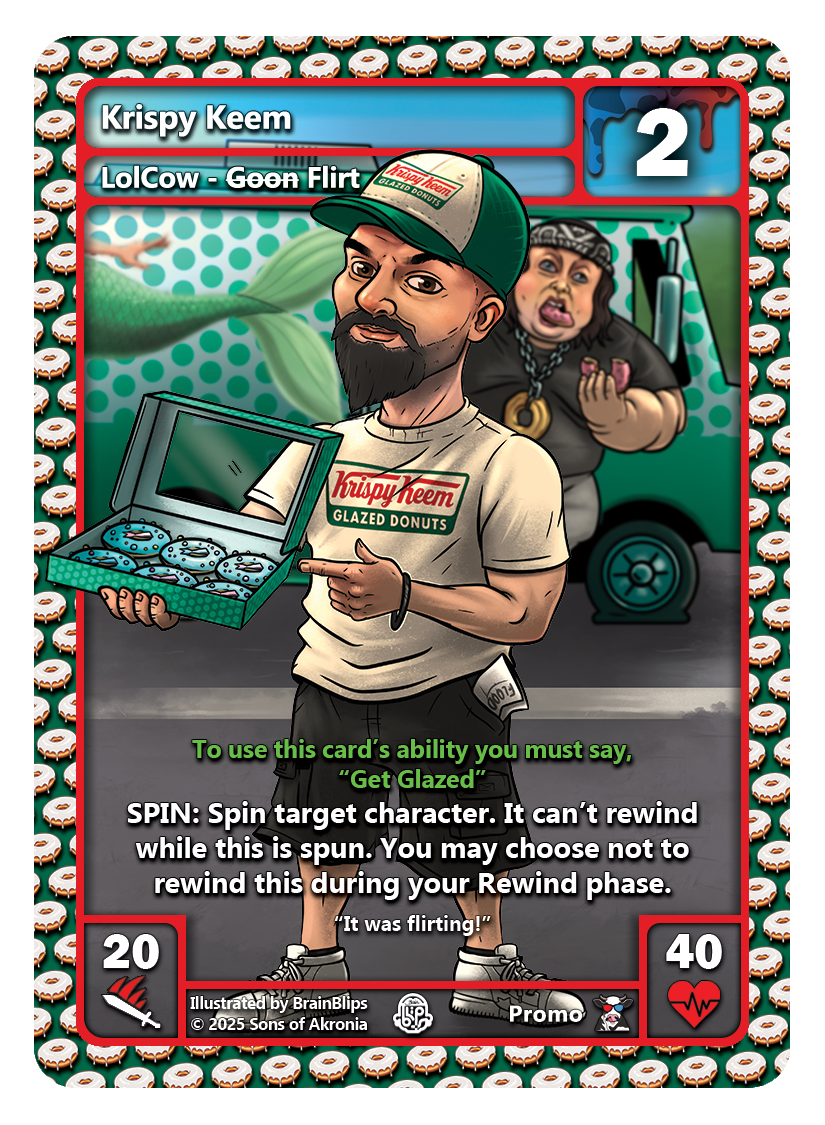 Krispy Keem
2
LolCow - Goon Flirt
Krispy Keem
GLAZED DONUTS
Krispy Keem
GLAZED DONUTS
FLOOD
To use this card´s ability you must say,
“Get Glazed”
SPIN: Spin target character. It can´t rewind
while this is spun. You may choose not to
rewind this during your Rewind phase.
“It was flirting!”
20
40
Illustrated by BrainBlips
© 2025 Sons of Akronia
Promo